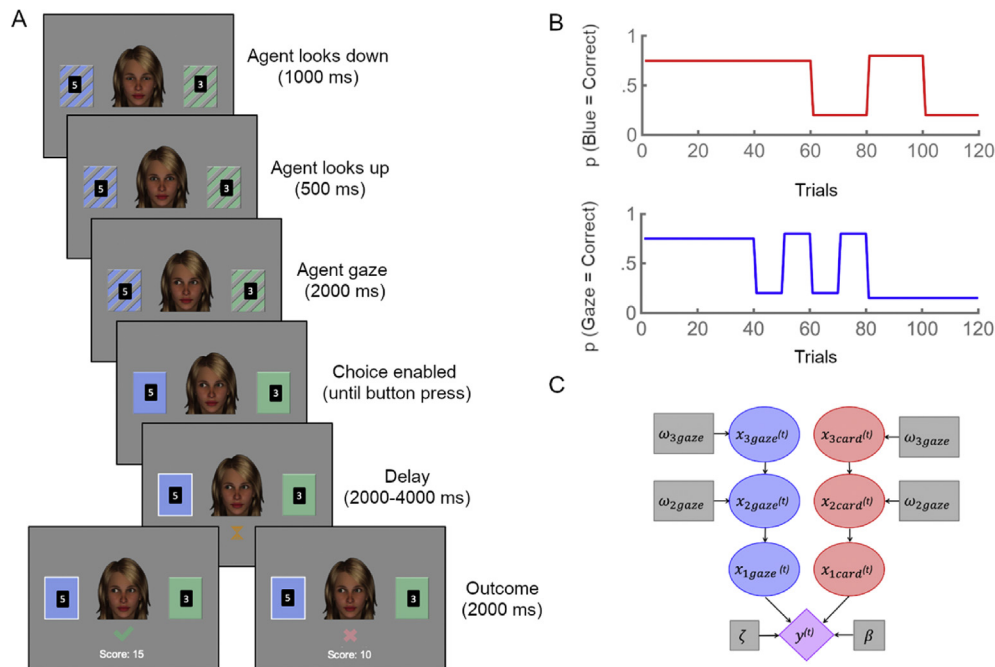 A
5
3
Agent looks down
(1000 ms)
5
3
Agent looks up
(500 ms)
5
3
Agent gaze
(2000 ms)
5
3
Choice enabled
(until button press)
5
3
Delay
(2000-4000 ms)
5
3
Score: 15
5
3
Score: 10
Outcome
(2000 ms)
B
p (Blue = Correct)
1
.5
0
0 20 40 60 80 100 120
Trials
p (Gaze = Correct)
1
.5
0
0 20 40 60 80 100 120
Trials
C
ω3gaze x3gaze(t) x3card(t) ω3gaze
ω2gaze x2gaze(t) x2card(t) ω2gaze
x1gaze(t) x1card(t)
ζ y(t) β